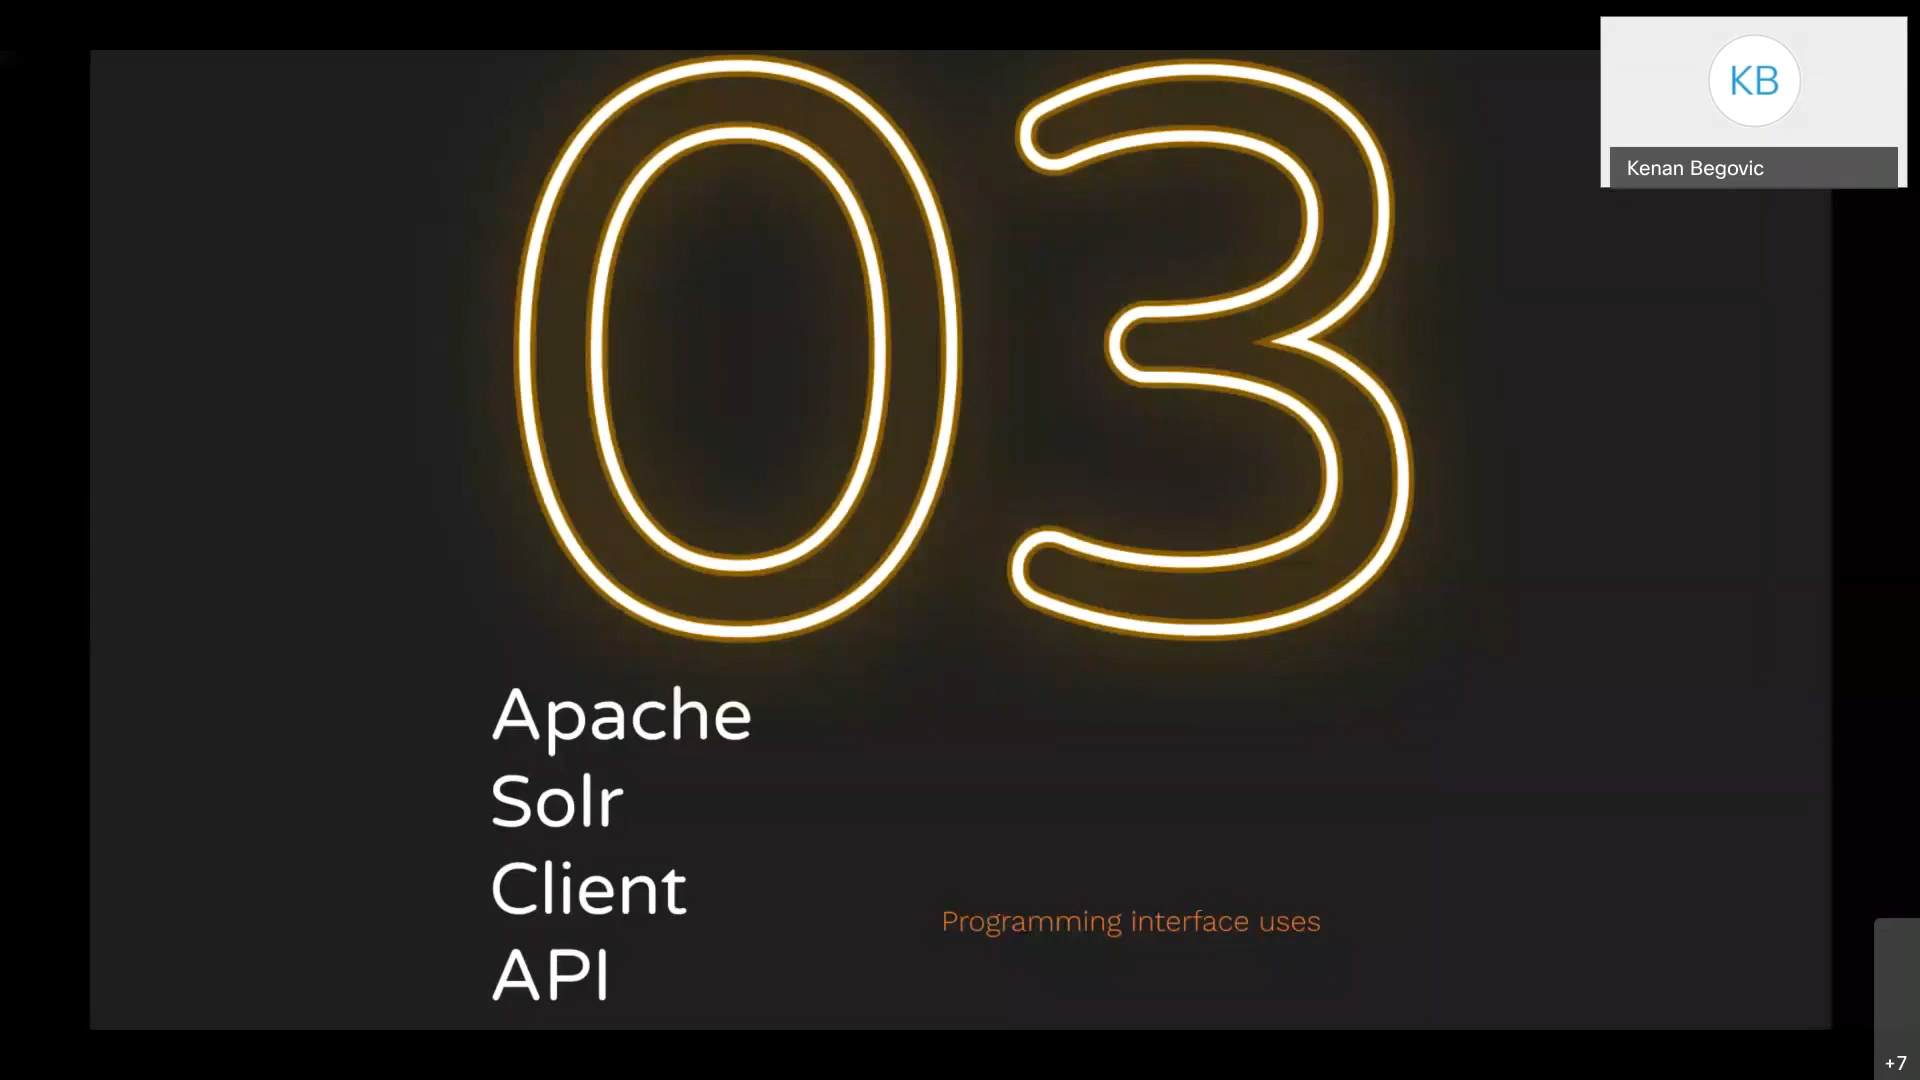 03
KB
Kenan Begovic
Apache
Solr
Client
API
Programming interface uses
+7